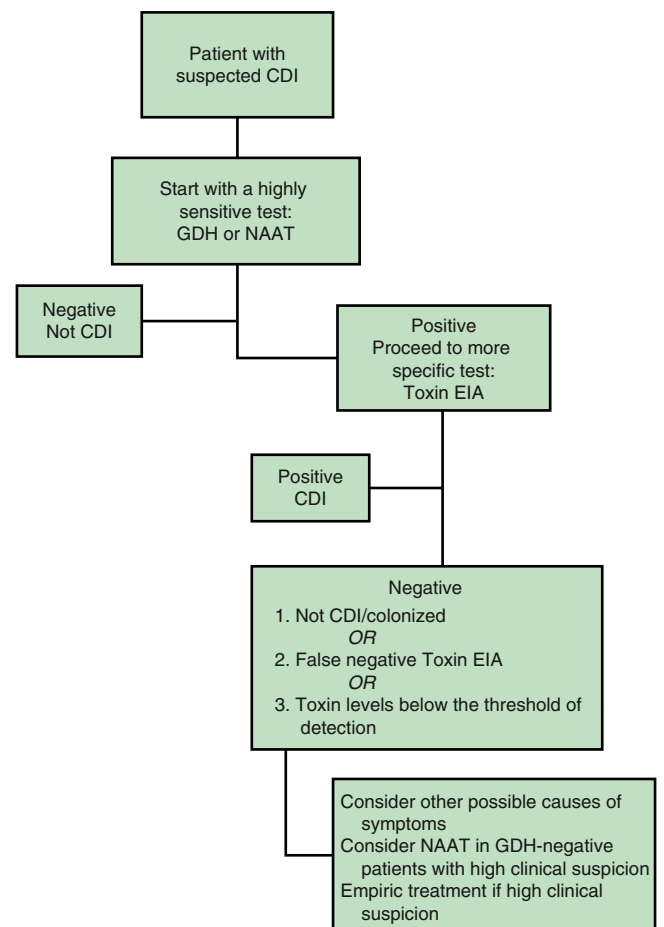 Patient with
suspected CDI
Start with a highly
sensitive test:
GDH or NAAT
Negative
Not CDI
Positive
Proceed to more
specific test:
Toxin EIA
Positive
CDI
Negative
1. Not CDI/colonized
OR
2. False negative Toxin EIA
OR
3. Toxin levels below the threshold of
detection
Consider other possible causes of
symptoms
Consider NAAT in GDH-negative
patients with high clinical suspicion
Empiric treatment if high clinical
suspicion